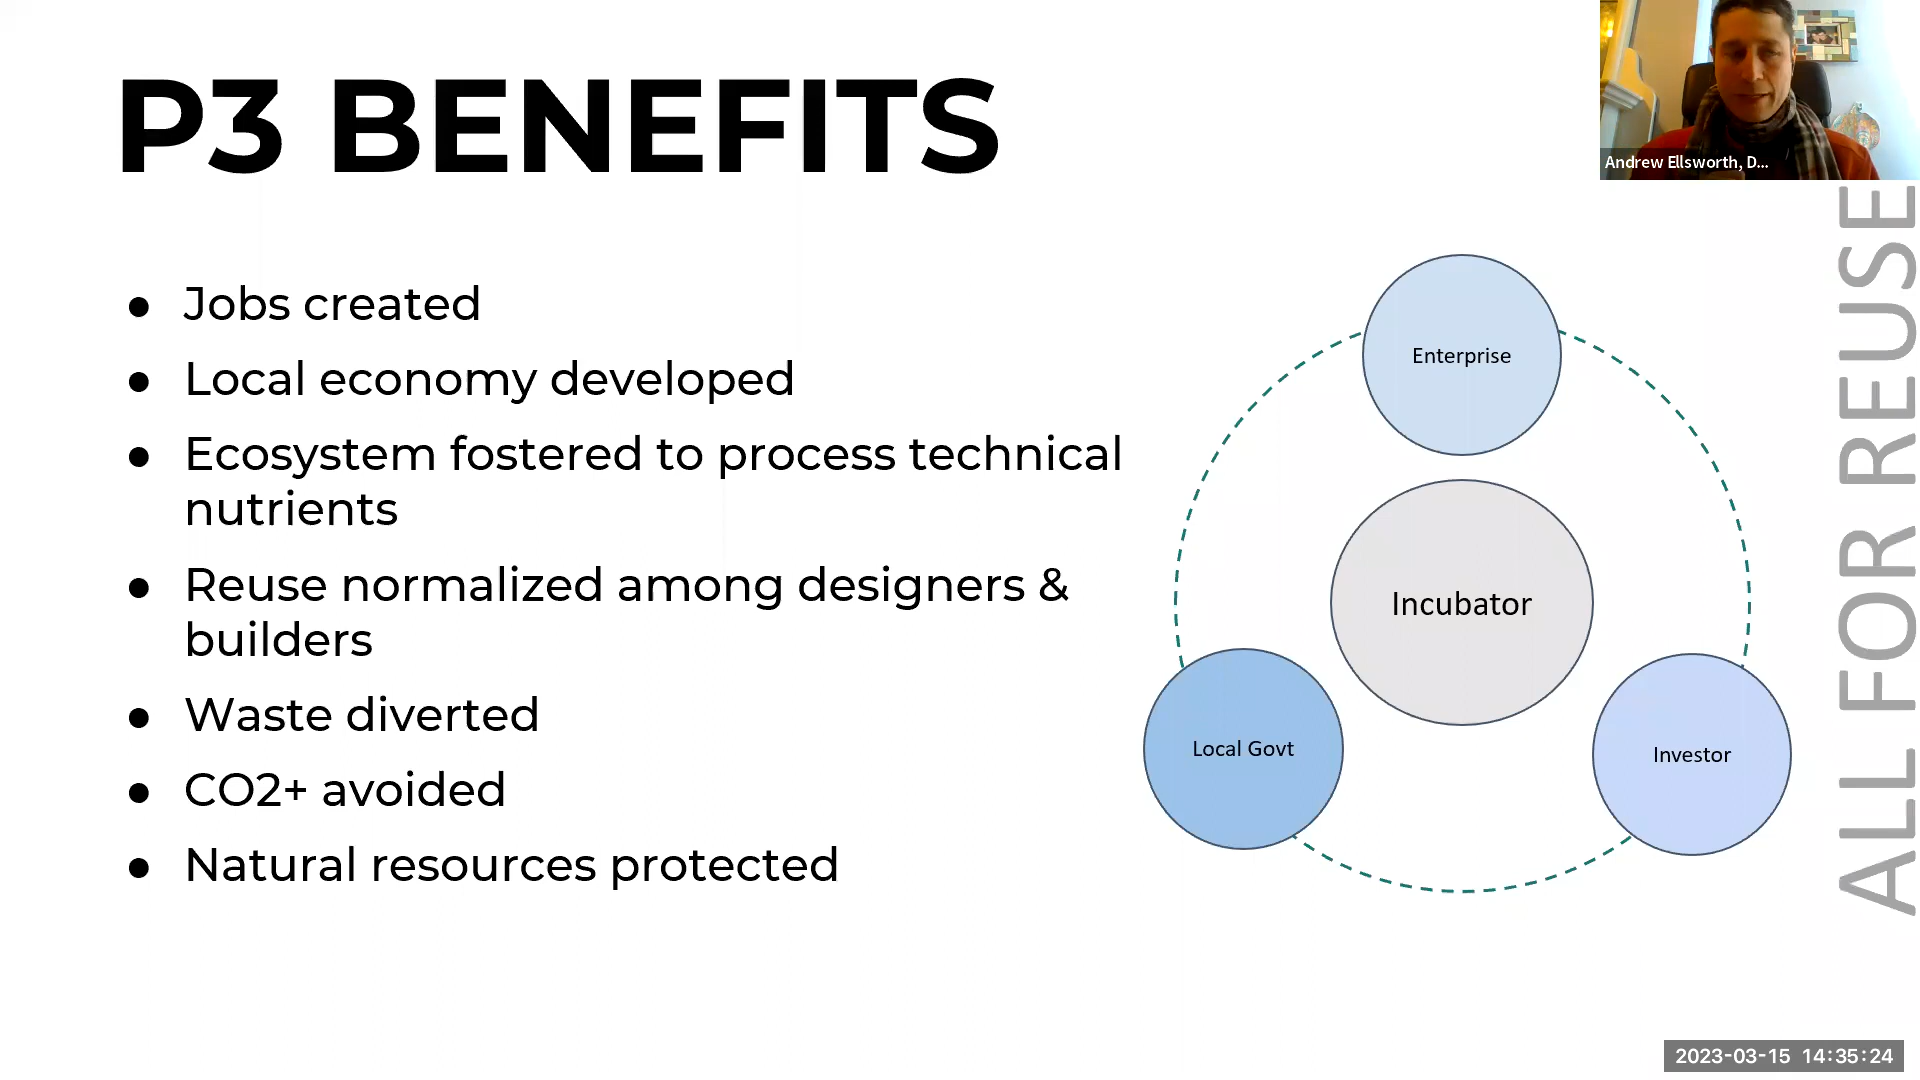 P3 BENEFITS
Andrew Ellsworth, D...
● Jobs created
● Local economy developed
● Ecosystem fostered to process technical
nutrients
● Reuse normalized among designers &
builders
● Waste diverted
● CO2+ avoided
● Natural resources protected
Enterprise
Incubator
Local Govt
Investor
ALL FOR REUSE
2023-03-15 14:35:24